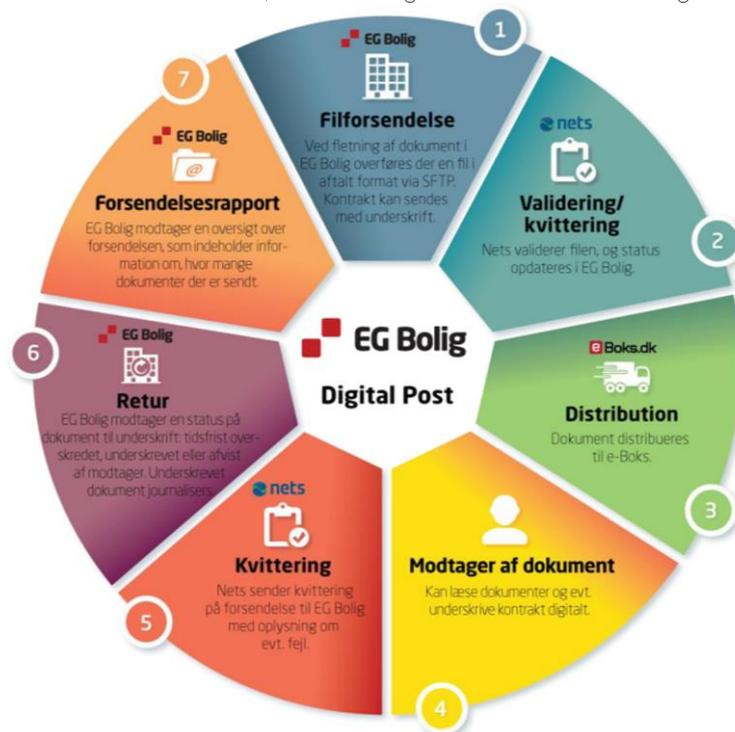 1
EG Bolig
Filforsendelse
Ved fletning af dokument i
EG Bolig overføres der en fil i
aftalt format via SFTP.
Kontrakt kan sendes
med underskrift.
2
nets
Validering/
kvittering
Nets validerer filen, og status
opdateres i EG Bolig.
3
eBoks.dk
Distribution
Dokument distribueres
til e-Boks.
4
Modtager af dokument
Kan læse dokumenter og evt.
underskrive kontrakt digitalt.
5
nets
Kvittering
Nets sender kvittering
på forsendelse til EG Bolig
med oplysning om
evt. fejl.
6
EG Bolig
Retur
EG Bolig modtager en status på
dokument til underskrift: tidsfrist over-
skredet, underskrevet eller afvist
af modtager. Underskrevet
dokument journalisers.
7
EG Bolig
@
Forsendelsesrapport
EG Bolig modtager en oversigt over
forsendelsen, som indeholder infor-
mation om, hvor mange
dokumenter der er sendt.
EG Bolig
Digital Post